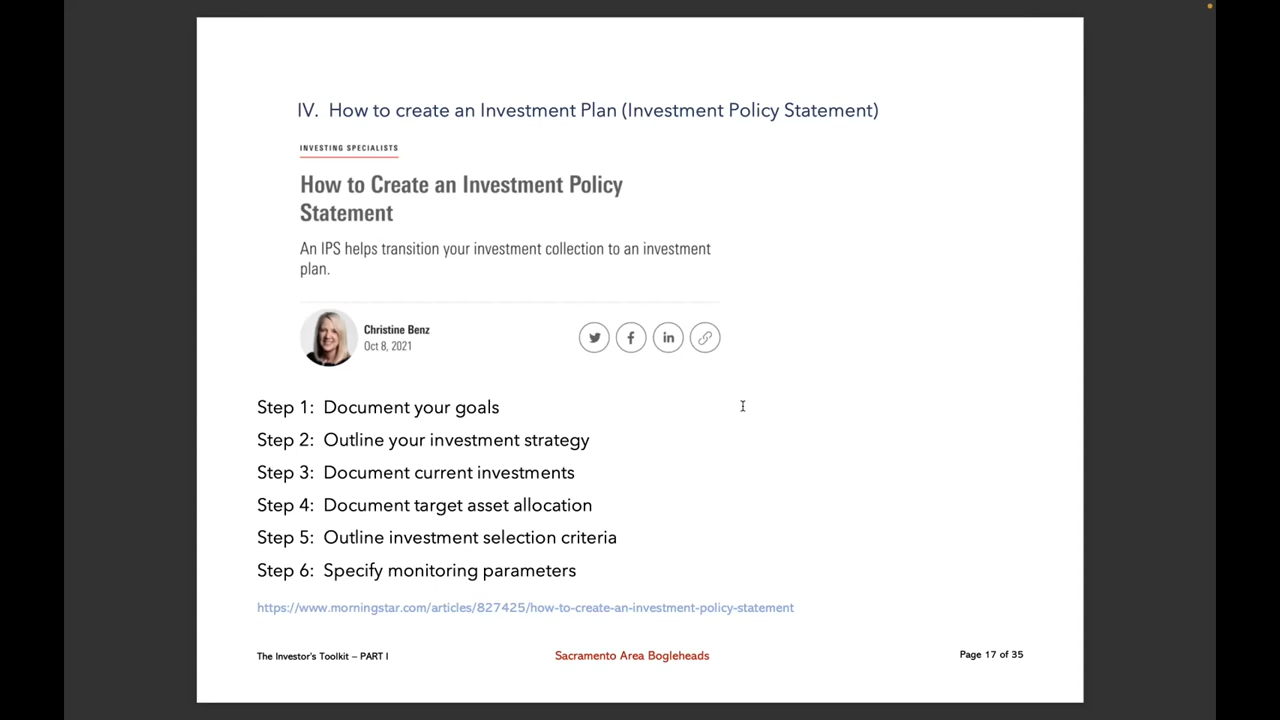 IV. How to create an Investment Plan (Investment Policy Statement)
INVESTING SPECIALISTS
How to Create an Investment Policy
Statement
An IPS helps transition your investment collection to an investment
plan.
Christine Benz
Oct 8, 2021
Step 1: Document your goals
Step 2: Outline your investment strategy
Step 3: Document current investments
Step 4: Document target asset allocation
Step 5: Outline investment selection criteria
Step 6: Specify monitoring parameters
https://www.morningstar.com/articles/827425/how-to-create-an-investment-policy-statement
The Investor's Toolkit – PART I
Sacramento Area Bogleheads
Page 17 of 35